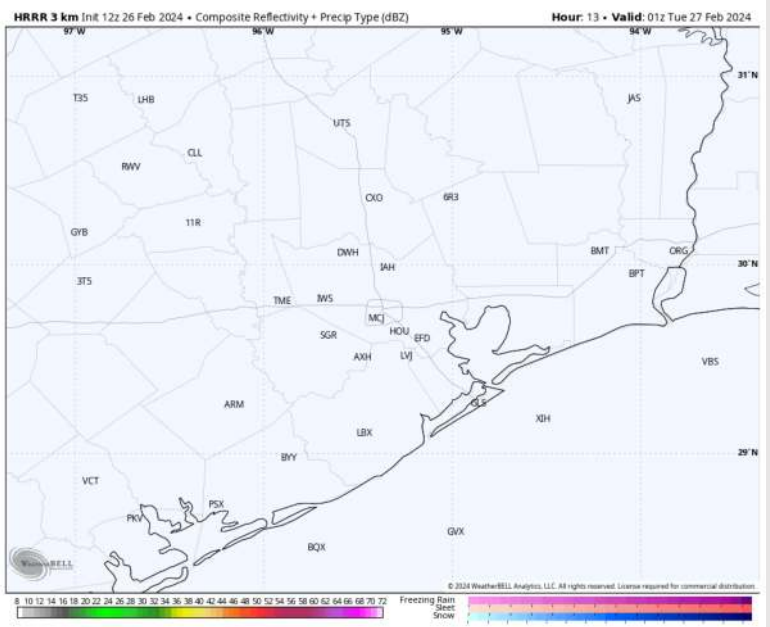 HRRR 3 km Init 12z 26 Feb 2024 • Composite Reflectivity + Precip Type (dBZ) Hour: 13 • Valid: 01z Tue 27 Feb 2024
97°W 96°W 95°W 94°W
31°N
T35 LHB JAS
UTS
CLL
RWV
CXO 6R3
11R
GYB
DWH BMT ORG
IAH 30°N
BPT
3T5
TME IWS
MCJ
HOU
SGR EFD
AXH LVJ
VBS
ARM GLS
XIH
LBX
BYY 29°N
VCT
PSX
PKV
GVX
BQX
WeatherBELL
© 2024 WeatherBELL Analytics, LLC. All rights reserved. License required for commercial distribution.
8 10 12 14 16 18 20 22 24 26 28 30 32 34 36 38 40 42 44 46 48 50 52 54 56 58 60 62 64 66 68 70 72
Freezing Rain
Sleet
Snow